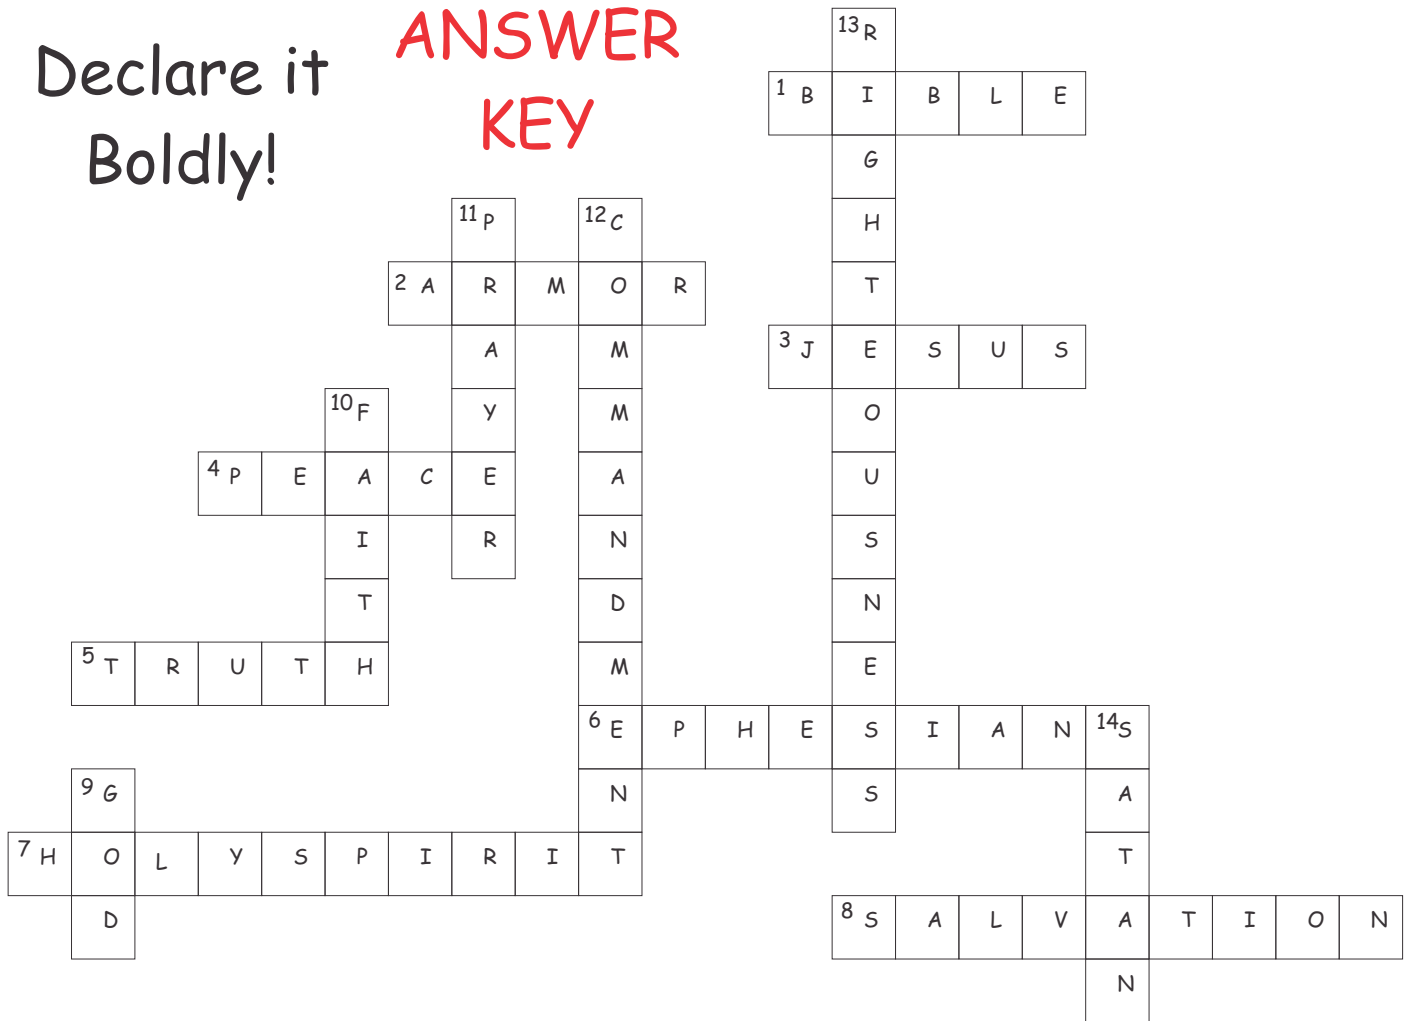 Declare it
Boldly!
ANSWER
KEY
13 R
1 B I B L E
G
11 P 12 C H
2 A R M O R T
A M 3 J E S U S
10 F Y M O
4 P E A C E A U
I R N S
T D N
5 T R U T H M E
6 E P H E S I A N 14 S
9 G N S A
7 H O L Y S P I R I T T
D 8 S A L V A T I O N
N